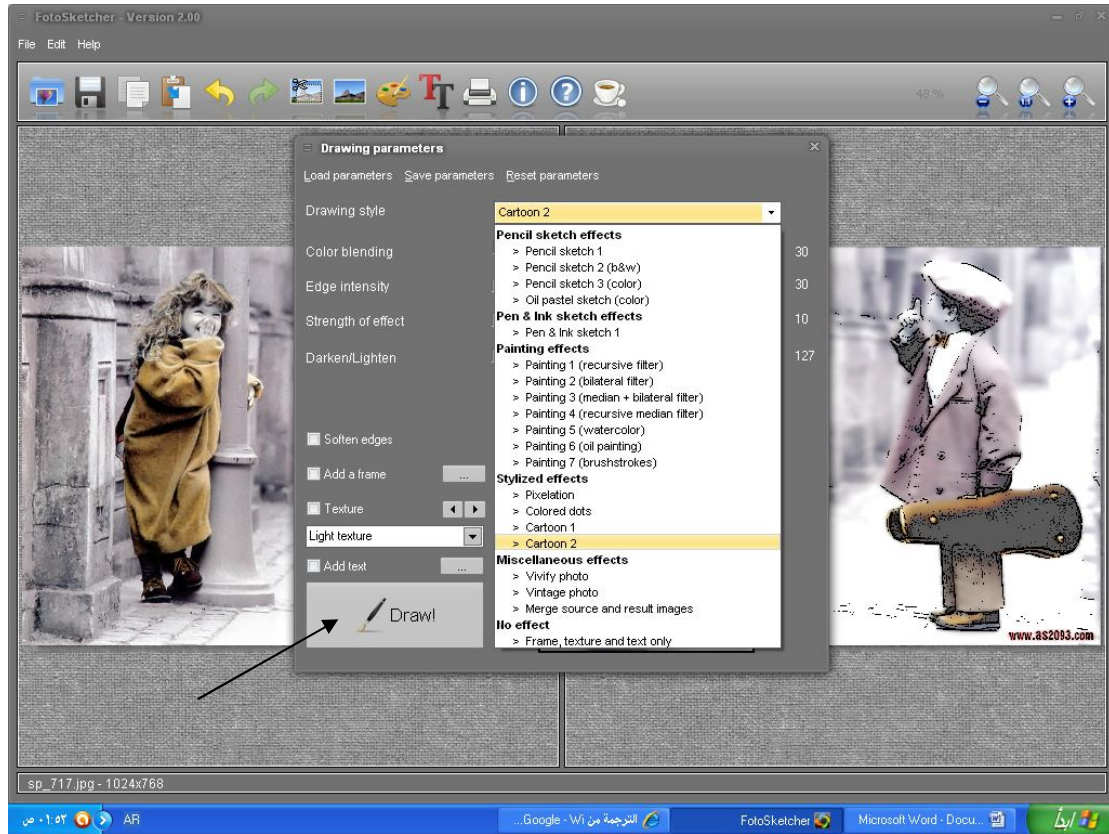 FotoSketcher - Version 2.00
File Edit Help
48 %
Drawing parameters
Load parameters Save parameters Reset parameters
Drawing style
Cartoon 2
Pencil sketch effects
> Pencil sketch 1
> Pencil sketch 2 (b&w)
> Pencil sketch 3 (color)
> Oil pastel sketch (color)
Pen & Ink sketch effects
> Pen & Ink sketch 1
Painting effects
> Painting 1 (recursive filter)
> Painting 2 (bilateral filter)
> Painting 3 (median + bilateral filter)
> Painting 4 (recursive median filter)
> Painting 5 (watercolor)
> Painting 6 (oil painting)
> Painting 7 (brushstrokes)
Stylized effects
> Pixelation
> Colored dots
> Cartoon 1
> Cartoon 2
Miscellaneous effects
> Vivify photo
> Vintage photo
> Merge source and result images
No effect
> Frame, texture and text only
Color blending 30
Edge intensity 30
Strength of effect 10
Darken/Lighten 127
Soften edges
Add a frame ...
Texture
Light texture
Add text ...
Draw!
www.as2093.com
sp_717.jpg - 1024x768
ابدأ
Microsoft Word - Docu...
FotoSketcher
الترجمة من Google - Wi...
AR
٠١:٥٢ ص